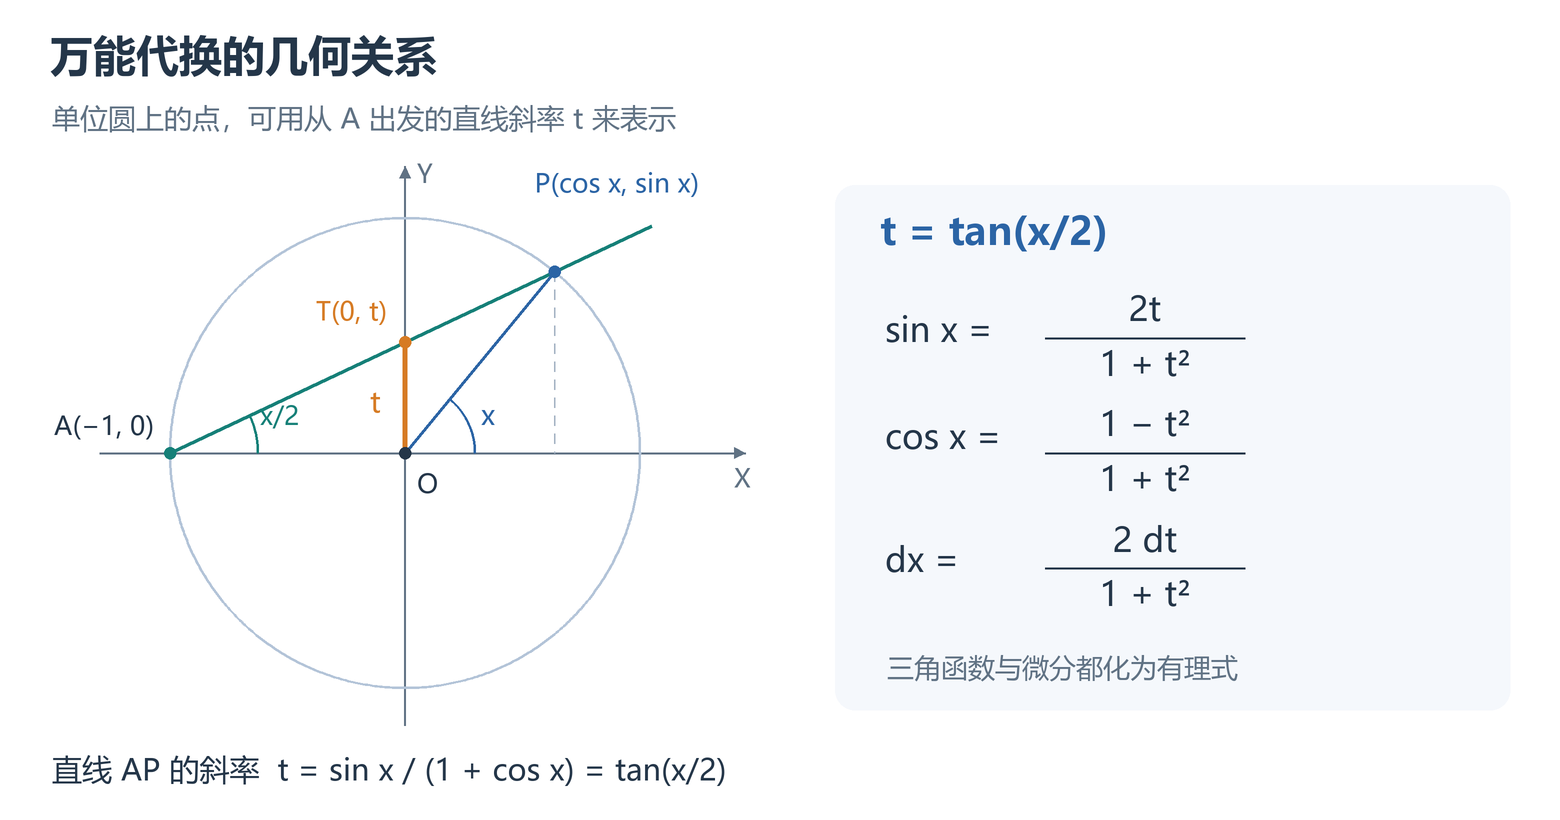 万能代换的几何关系
单位圆上的点，可用从 A 出发的直线斜率 t 来表示
Y
P(cos x, sin x)
T(0, t)
t
x/2
x
A(−1, 0)
O
X
t = tan(x/2)
sin x =
2t
1 + t²
cos x =
1 − t²
1 + t²
dx =
2 dt
1 + t²
三角函数与微分都化为有理式
直线 AP 的斜率 t = sin x / (1 + cos x) = tan(x/2)